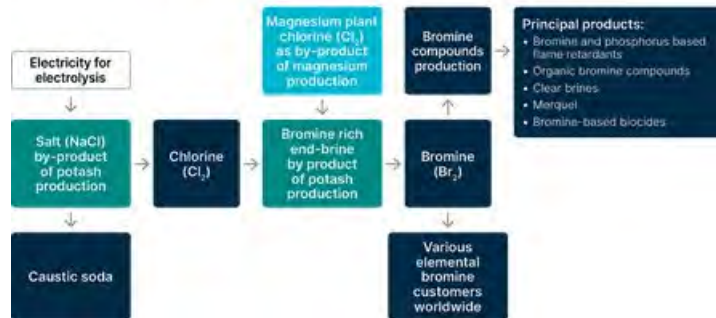 Electricity for
electrolysis
Salt (NaCl)
by-product
of potash
production
Caustic soda
Chlorine
(Cl₂)
Magnesium plant
chlorine (Cl₂)
as by-product
of magnesium
production
Bromine rich
end-brine
by product
of potash
production
Bromine
compounds
production
Bromine
(Br₂)
Various
elemental
bromine
customers
worldwide
Principal products:
• Bromine and phosphorus based
flame retardants
• Organic bromine compounds
• Clear brines
• Merquel
• Bromine-based biocides